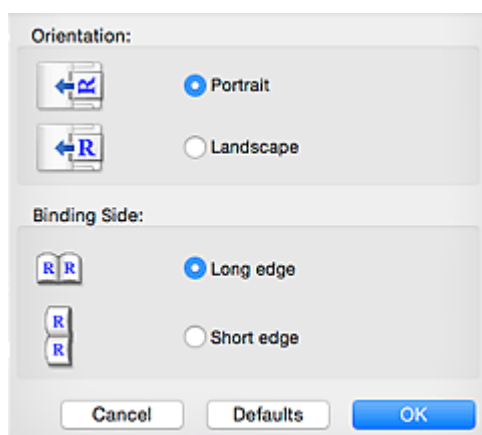 Orientation:
R
Portrait
R
Landscape
Binding Side:
R R
Long edge
R
R
Short edge
Cancel
Defaults
OK